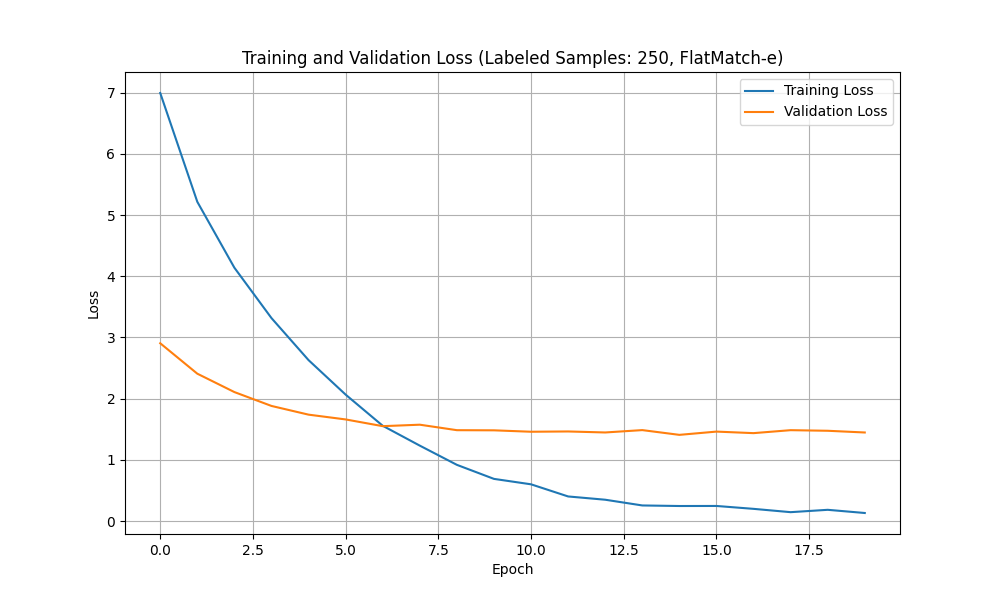 Training and Validation Loss (Labeled Samples: 250, FlatMatch-e)
Training Loss
Validation Loss
7
6
5
4
3
2
1
0
Loss
0.0 2.5 5.0 7.5 10.0 12.5 15.0 17.5
Epoch